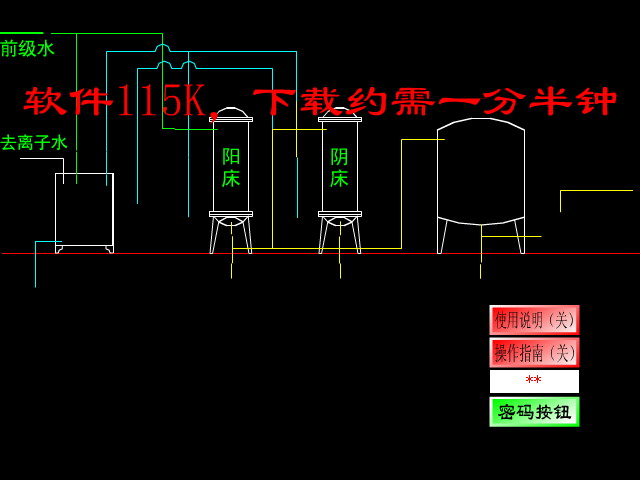 前级水
软件115K，下载约需一分半钟
去离子水
阳床
阴床
使用说明（关）
操作指南（关）
**
密码按钮